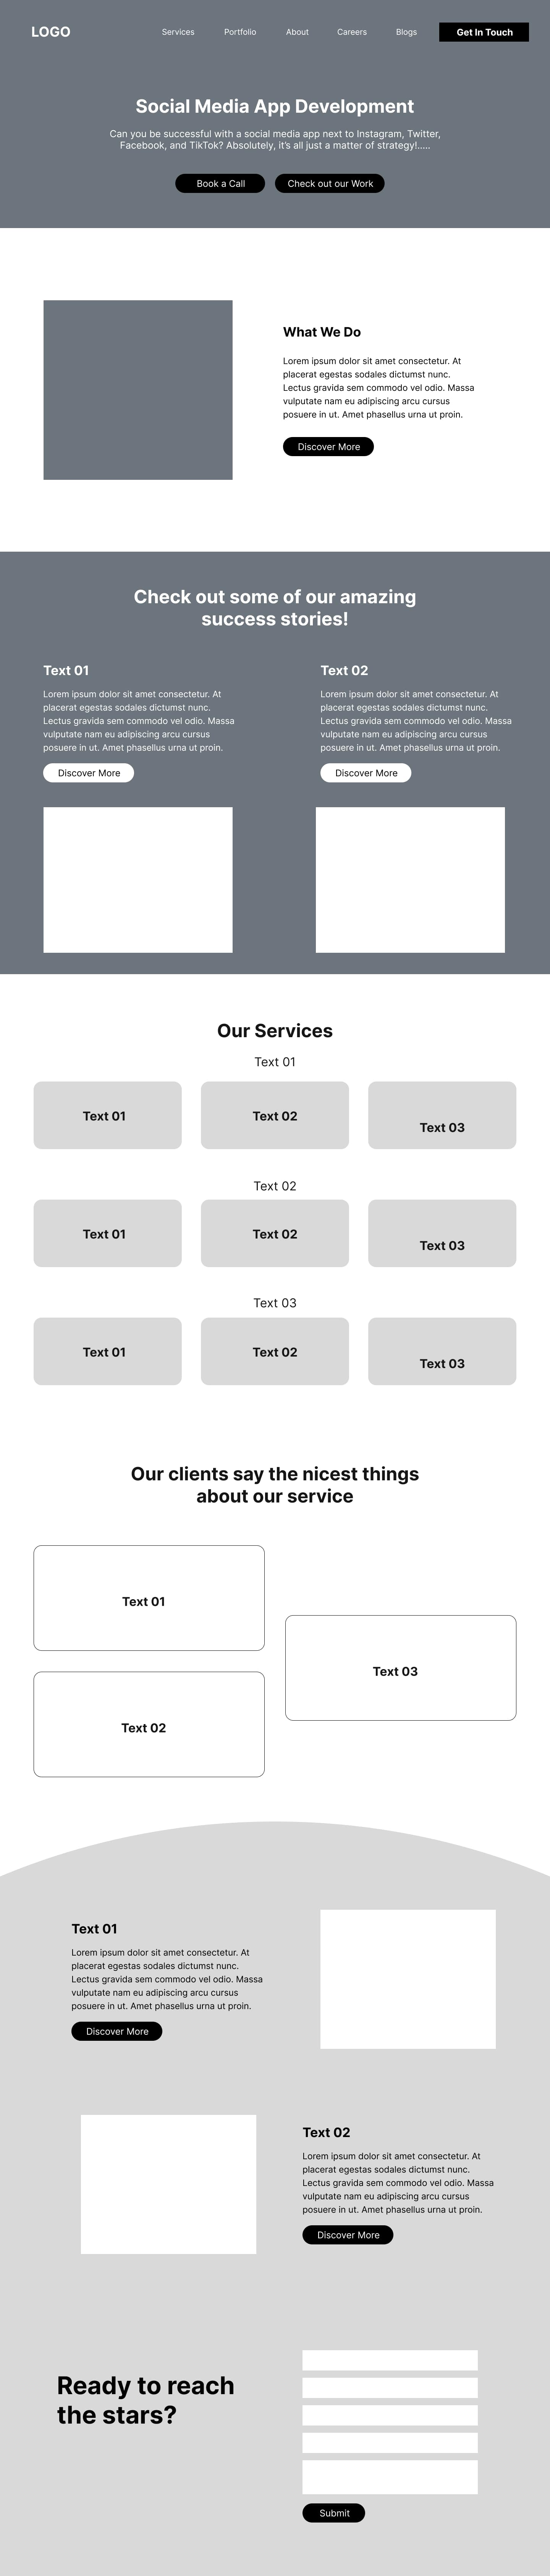 LOGO
Services
Portfolio
About
Careers
Blogs
Get In Touch
Social Media App Development
Can you be successful with a social media app next to Instagram, Twitter,
Facebook, and TikTok? Absolutely, it's all just a matter of strategy!.....
Book a Call
Check out our Work
What We Do
Lorem ipsum dolor sit amet consectetur. At
placerat egestas sodales dictumst nunc.
Lectus gravida sem commodo vel odio. Massa
vulputate nam eu adipiscing arcu cursus
posuere in ut. Amet phasellus urna ut proin.
Discover More
Check out some of our amazing
success stories!
Text 01
Lorem ipsum dolor sit amet consectetur. At
placerat egestas sodales dictumst nunc.
Lectus gravida sem commodo vel odio. Massa
vulputate nam eu adipiscing arcu cursus
posuere in ut. Amet phasellus urna ut proin.
Discover More
Text 02
Lorem ipsum dolor sit amet consectetur. At
placerat egestas sodales dictumst nunc.
Lectus gravida sem commodo vel odio. Massa
vulputate nam eu adipiscing arcu cursus
posuere in ut. Amet phasellus urna ut proin.
Discover More
Our Services
Text 01
Text 01
Text 02
Text 03
Text 02
Text 01
Text 02
Text 03
Text 03
Text 01
Text 02
Text 03
Our clients say the nicest things
about our service
Text 01
Text 02
Text 03
Text 01
Lorem ipsum dolor sit amet consectetur. At
placerat egestas sodales dictumst nunc.
Lectus gravida sem commodo vel odio. Massa
vulputate nam eu adipiscing arcu cursus
posuere in ut. Amet phasellus urna ut proin.
Discover More
Text 02
Lorem ipsum dolor sit amet consectetur. At
placerat egestas sodales dictumst nunc.
Lectus gravida sem commodo vel odio. Massa
vulputate nam eu adipiscing arcu cursus
posuere in ut. Amet phasellus urna ut proin.
Discover More
Ready to reach
the stars?
Submit